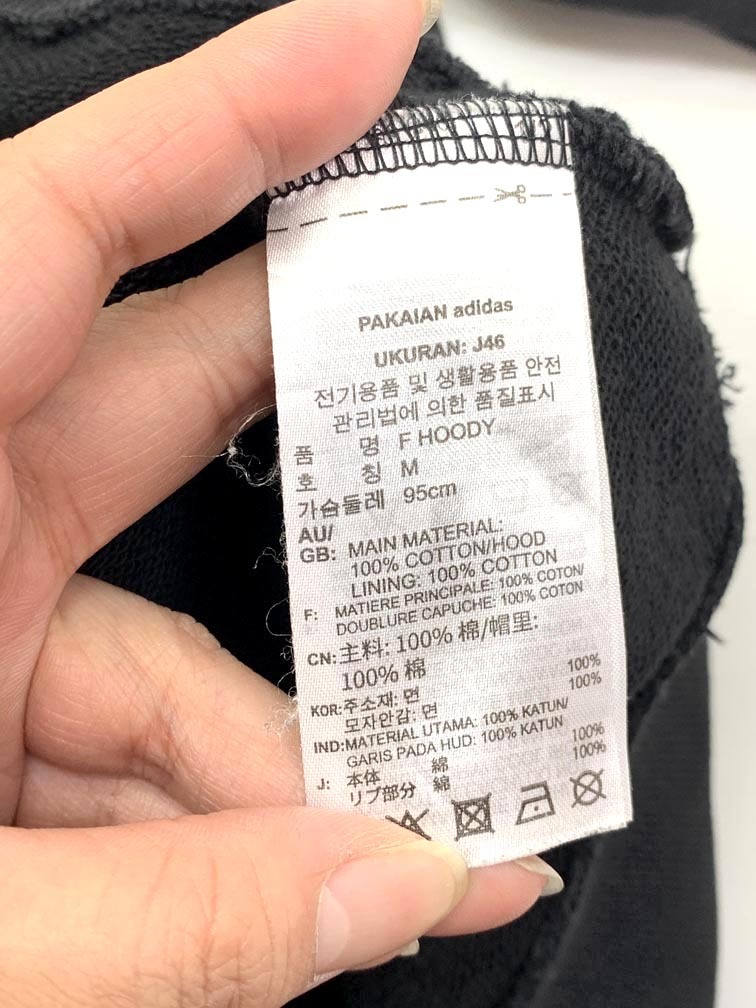 PAKAIAN adidas
UKURAN: J46
전기용품 및 생활용품 안전
관리법에 의한 품질표시
품 명 F HOODY
호 칭 M
가슴둘레 95cm
AU/
GB: MAIN MATERIAL:
100% COTTON/HOOD
LINING: 100% COTTON
F: MATIERE PRINCIPALE: 100% COTON/
DOUBLURE CAPUCHE: 100% COTON
CN:主料: 100% 棉/帽里:
100% 棉
KOR:주소재: 면 100%
모자안감: 면 100%
IND:MATERIAL UTAMA: 100% KATUN/
GARIS PADA HUD: 100% KATUN
J: 本体 綿 100%
リブ部分 綿 100%